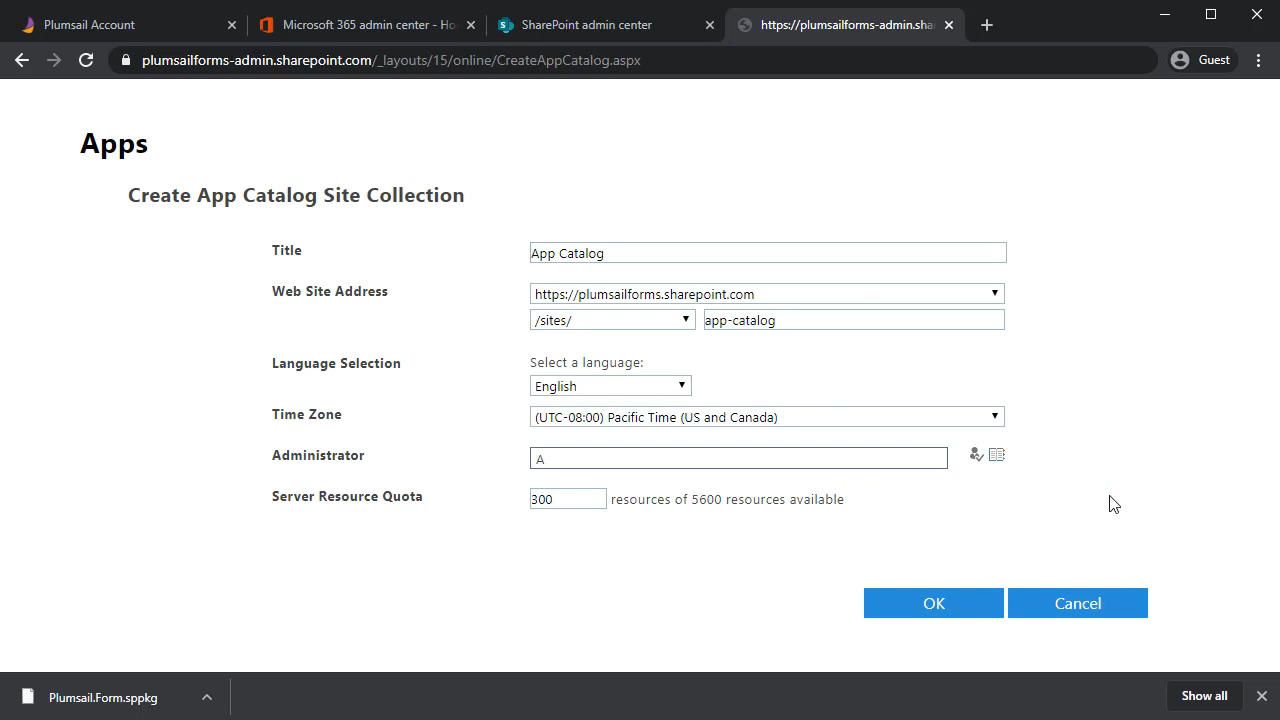 Plumsail Account
Microsoft 365 admin center - Ho
SharePoint admin center
https://plumsailforms-admin.sha
plumsailforms-admin.sharepoint.com/_layouts/15/online/CreateAppCatalog.aspx
Guest
Apps
Create App Catalog Site Collection
Title
App Catalog
Web Site Address
https://plumsailforms.sharepoint.com
/sites/
app-catalog
Language Selection
Select a language:
English
Time Zone
(UTC-08:00) Pacific Time (US and Canada)
Administrator
A
Server Resource Quota
300 resources of 5600 resources available
OK
Cancel
Plumsail.Form.sppkg
Show all